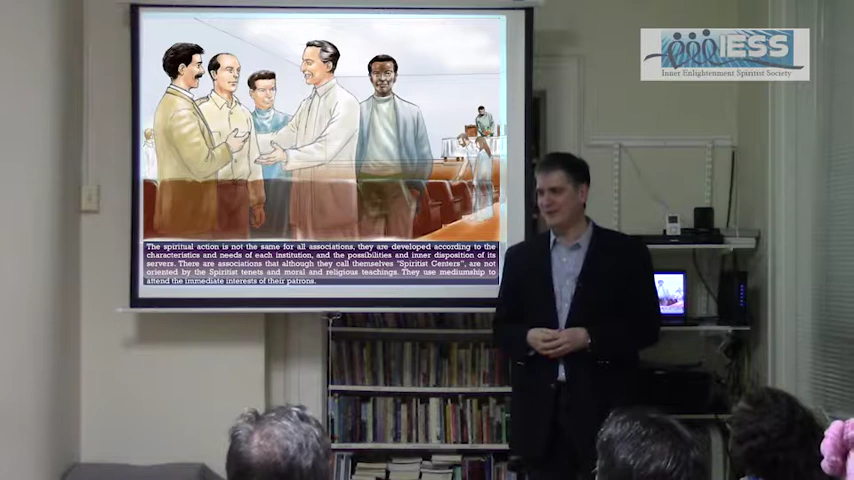 IESS
Inner Enlightenment Spiritist Society
The spiritual action is not the same for all associations, they are developed according to the
characteristics and needs of each institution, and the possibilities and inner disposition of its
servers. There are associations that although they call themselves "Spiritist Centers", are not
oriented by the Spiritist tenets and moral and religious teachings. They use mediumship to
attend the immediate interests of their patrons.